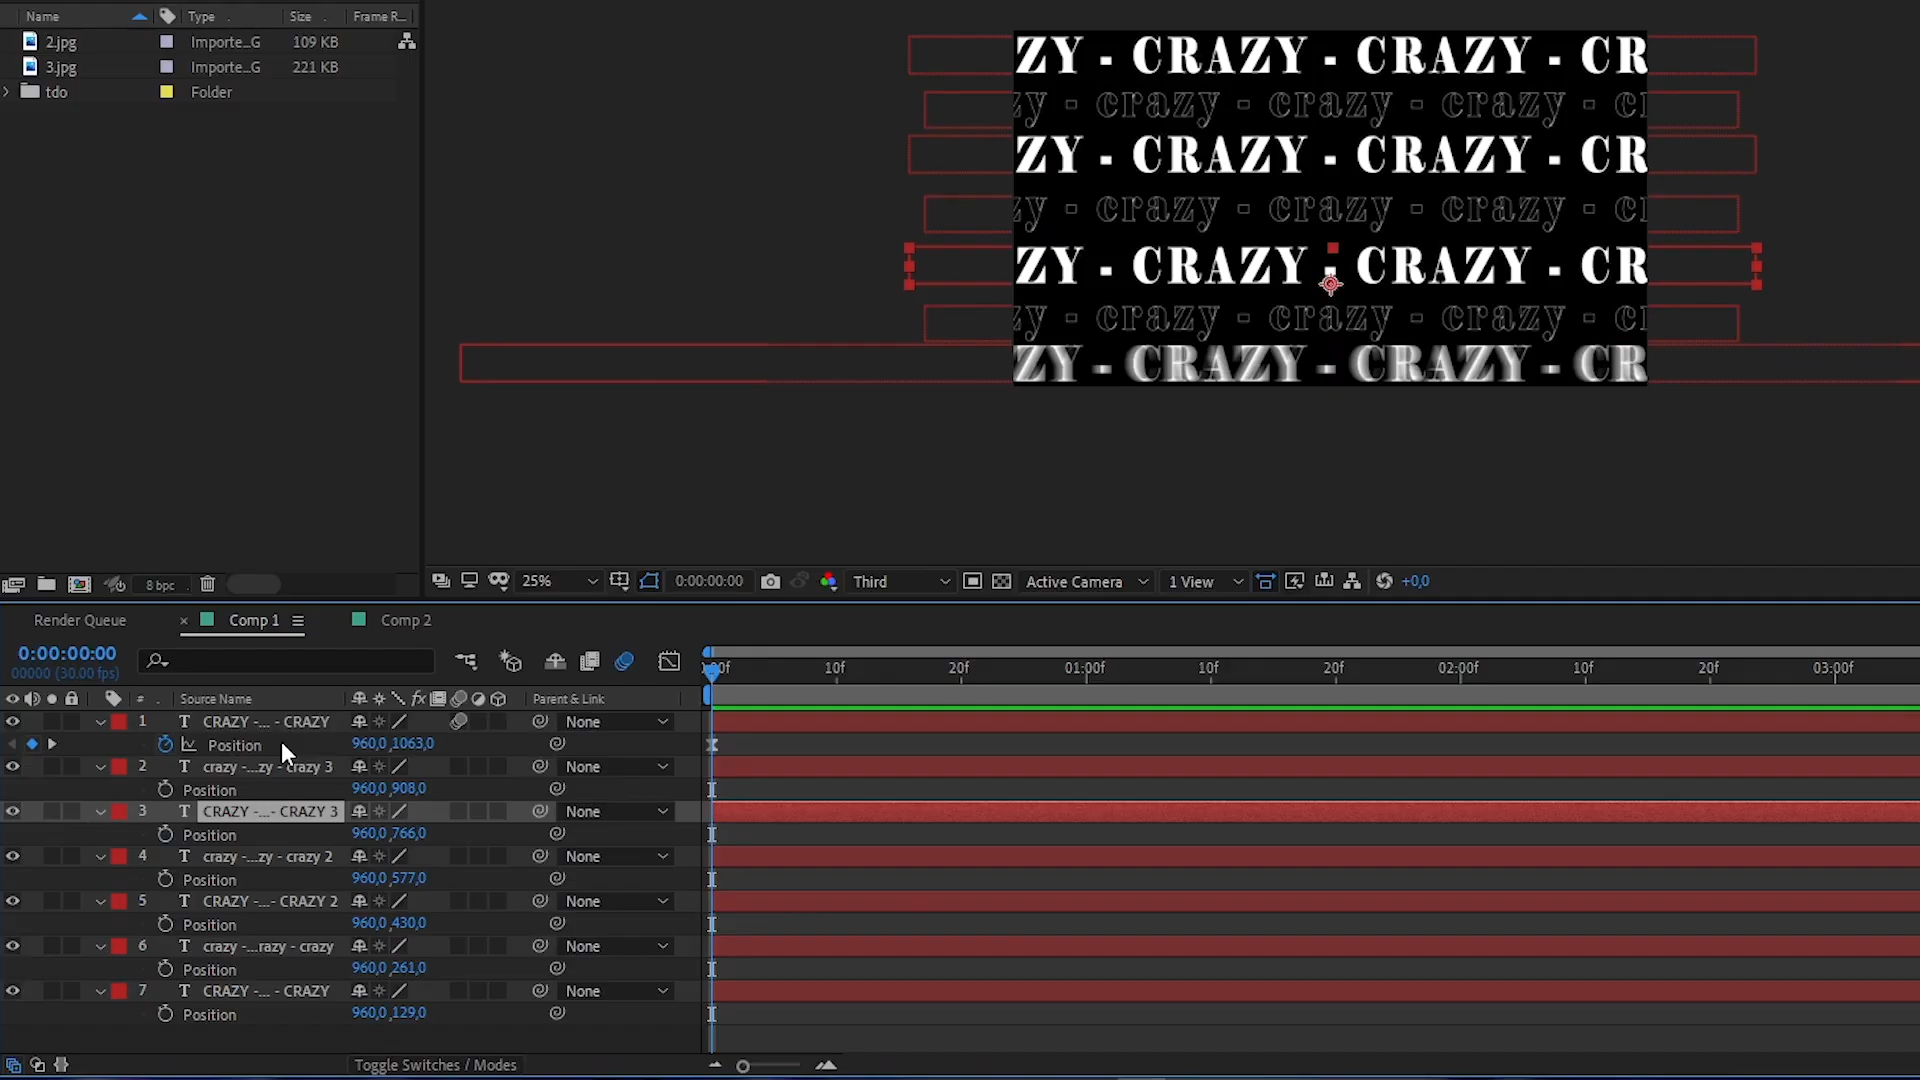 Name Type Size Frame R...
2.jpg Importe...G 109 KB
3.jpg Importe...G 221 KB
tdo Folder
ZY - CRAZY - CRAZY - CR
zy - crazy - crazy - crazy - cr
ZY - CRAZY - CRAZY - CR
zy - crazy - crazy - crazy - cr
ZY - CRAZY - CRAZY - CR
zy - crazy - crazy - crazy - cr
ZY - CRAZY - CRAZY - CR
8 bpc
25% 0:00:00:00 Third Active Camera 1 View +0,0
Render Queue × Comp 1 Comp 2
0:00:00:00
00000 (30.00 fps)
:00f 10f 20f 01:00f 10f 20f 02:00f 10f 20f 03:00f
# . Source Name fx Parent & Link
1 T CRAZY -... - CRAZY None
Position 960,0 ,1063,0
2 T crazy -...zy - crazy 3 None
Position 960,0 ,908,0
3 T CRAZY -...- CRAZY 3 None
Position 960,0 ,766,0
4 T crazy -...zy - crazy 2 None
Position 960,0 ,577,0
5 T CRAZY -...- CRAZY 2 None
Position 960,0 ,430,0
6 T crazy -...razy - crazy None
Position 960,0 ,261,0
7 T CRAZY -... - CRAZY None
Position 960,0 ,129,0
Toggle Switches / Modes